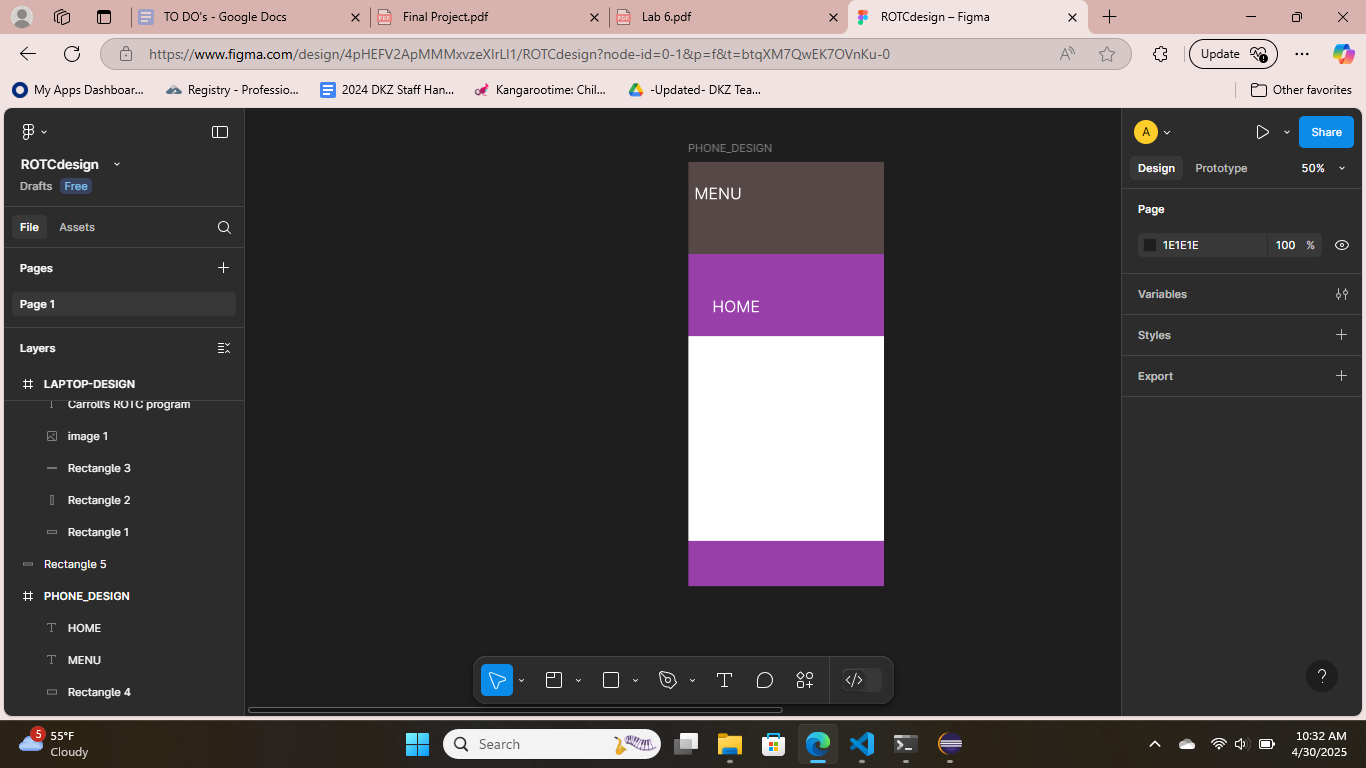 TO DO's - Google Docs
Final Project.pdf
Lab 6.pdf
ROTCdesign – Figma
https://www.figma.com/design/4pHEFV2ApMMMxvzeXIrLI1/ROTCdesign?node-id=0-1&p=f&t=btqXM7QwEK7OVnKu-0
Update
My Apps Dashboar...
Registry - Professio...
2024 DKZ Staff Han...
Kangarootime: Chil...
-Updated- DKZ Tea...
Other favorites
ROTCdesign
Drafts
Free
File
Assets
Pages
Page 1
Layers
LAPTOP-DESIGN
Carroll's ROTC program
image 1
Rectangle 3
Rectangle 2
Rectangle 1
Rectangle 5
PHONE_DESIGN
HOME
MENU
Rectangle 4
PHONE_DESIGN
MENU
HOME
A
Share
Design
Prototype
50%
Page
1E1E1E
100 %
Variables
Styles
Export
?
5
55°F
Cloudy
Search
10:32 AM
4/30/2025